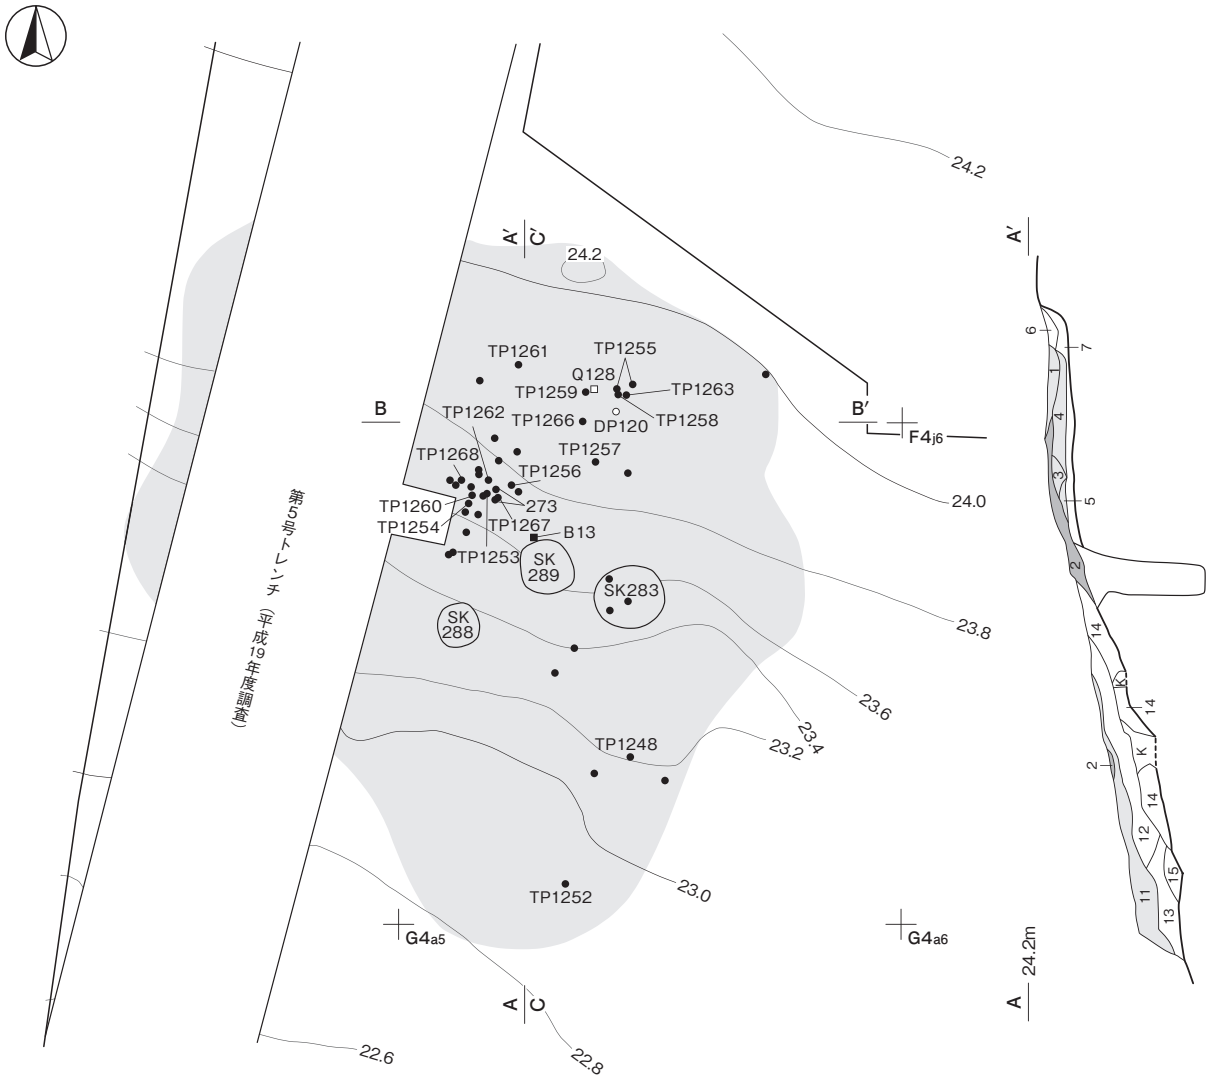 24.2
A′
C′
24.2
A′
6
7
1
4
3
5
2
14
K
14
K
2
14
12
15
11
13
24.2m
A
TP1261
TP1255
Q128
TP1259
TP1263
B
TP1262
TP1266
DP120
TP1258
B′
F4j6
TP1268
TP1257
TP1256
24.0
TP1260
273
TP1254
TP1267
B13
TP1253
SK
289
SK283
SK
288
23.8
23.6
23.4
23.2
TP1248
23.0
TP1252
G4a5
G4a6
A
C
22.6
22.8
第5号トレンチ（平成19年度調査）